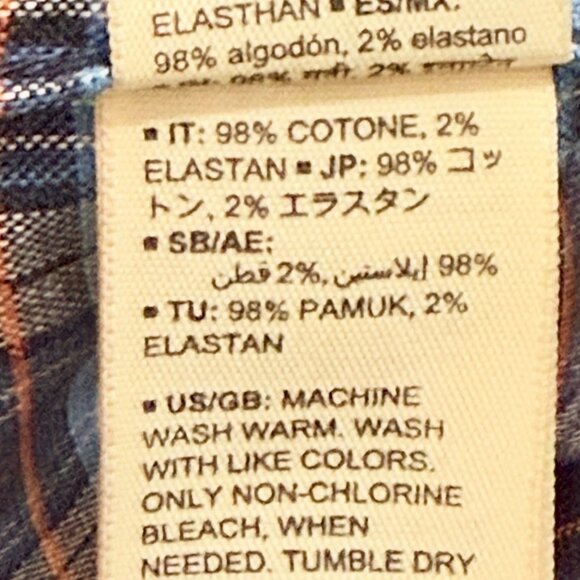 ELASTHAN ▪ ES/MX:
98% algodón, 2% elastano
▪ IT: 98% COTONE, 2%
ELASTAN ▪ JP: 98% コッ
トン, 2% エラスタン
▪ SB/AE:
98% إيلاستين, 2% قطن
▪ TU: 98% PAMUK, 2%
ELASTAN
▪ US/GB: MACHINE
WASH WARM. WASH
WITH LIKE COLORS.
ONLY NON-CHLORINE
BLEACH, WHEN
NEEDED. TUMBLE DRY